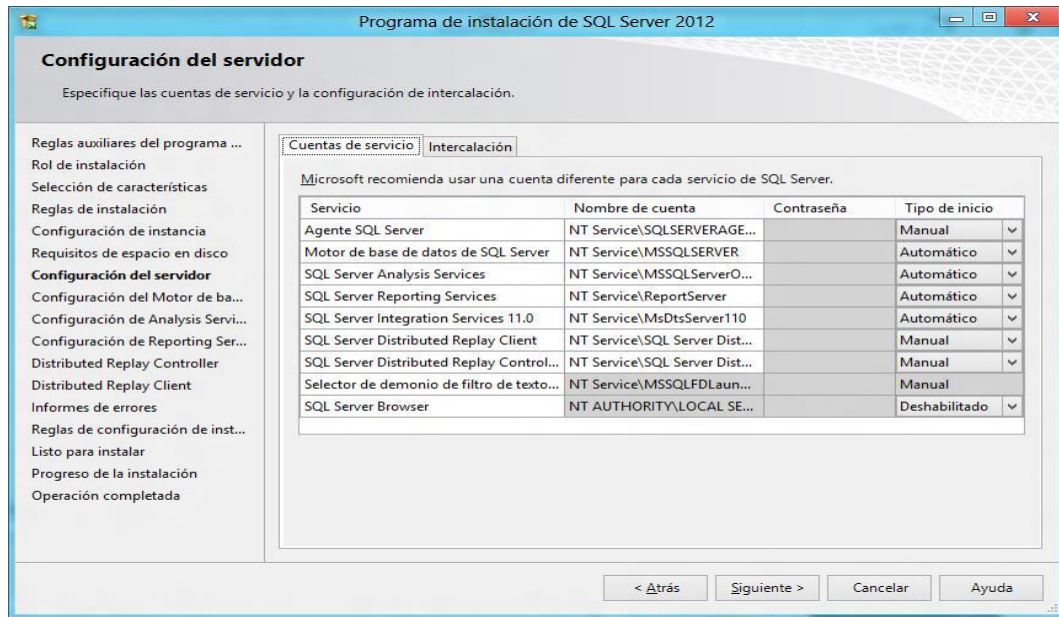 Programa de instalación de SQL Server 2012
Configuración del servidor
Especifique las cuentas de servicio y la configuración de intercalación.
Reglas auxiliares del programa ...
Rol de instalación
Selección de características
Reglas de instalación
Configuración de instancia
Requisitos de espacio en disco
Configuración del servidor
Configuración del Motor de ba...
Configuración de Analysis Servi...
Configuración de Reporting Ser...
Distributed Replay Controller
Distributed Replay Client
Informes de errores
Reglas de configuración de inst...
Listo para instalar
Progreso de la instalación
Operación completada
Cuentas de servicio Intercalación
Microsoft recomienda usar una cuenta diferente para cada servicio de SQL Server.
Servicio Nombre de cuenta Contraseña Tipo de inicio
Agente SQL Server NT Service\SQLSERVERAGE... Manual
Motor de base de datos de SQL Server NT Service\MSSQLSERVER Automático
SQL Server Analysis Services NT Service\MSSQLServerO... Automático
SQL Server Reporting Services NT Service\ReportServer Automático
SQL Server Integration Services 11.0 NT Service\MsDtsServer110 Automático
SQL Server Distributed Replay Client NT Service\SQL Server Dist... Manual
SQL Server Distributed Replay Control... NT Service\SQL Server Dist... Manual
Selector de demonio de filtro de texto... NT Service\MSSQLFDLaun... Manual
SQL Server Browser NT AUTHORITY\LOCAL SE... Deshabilitado
< Atrás Siguiente > Cancelar Ayuda